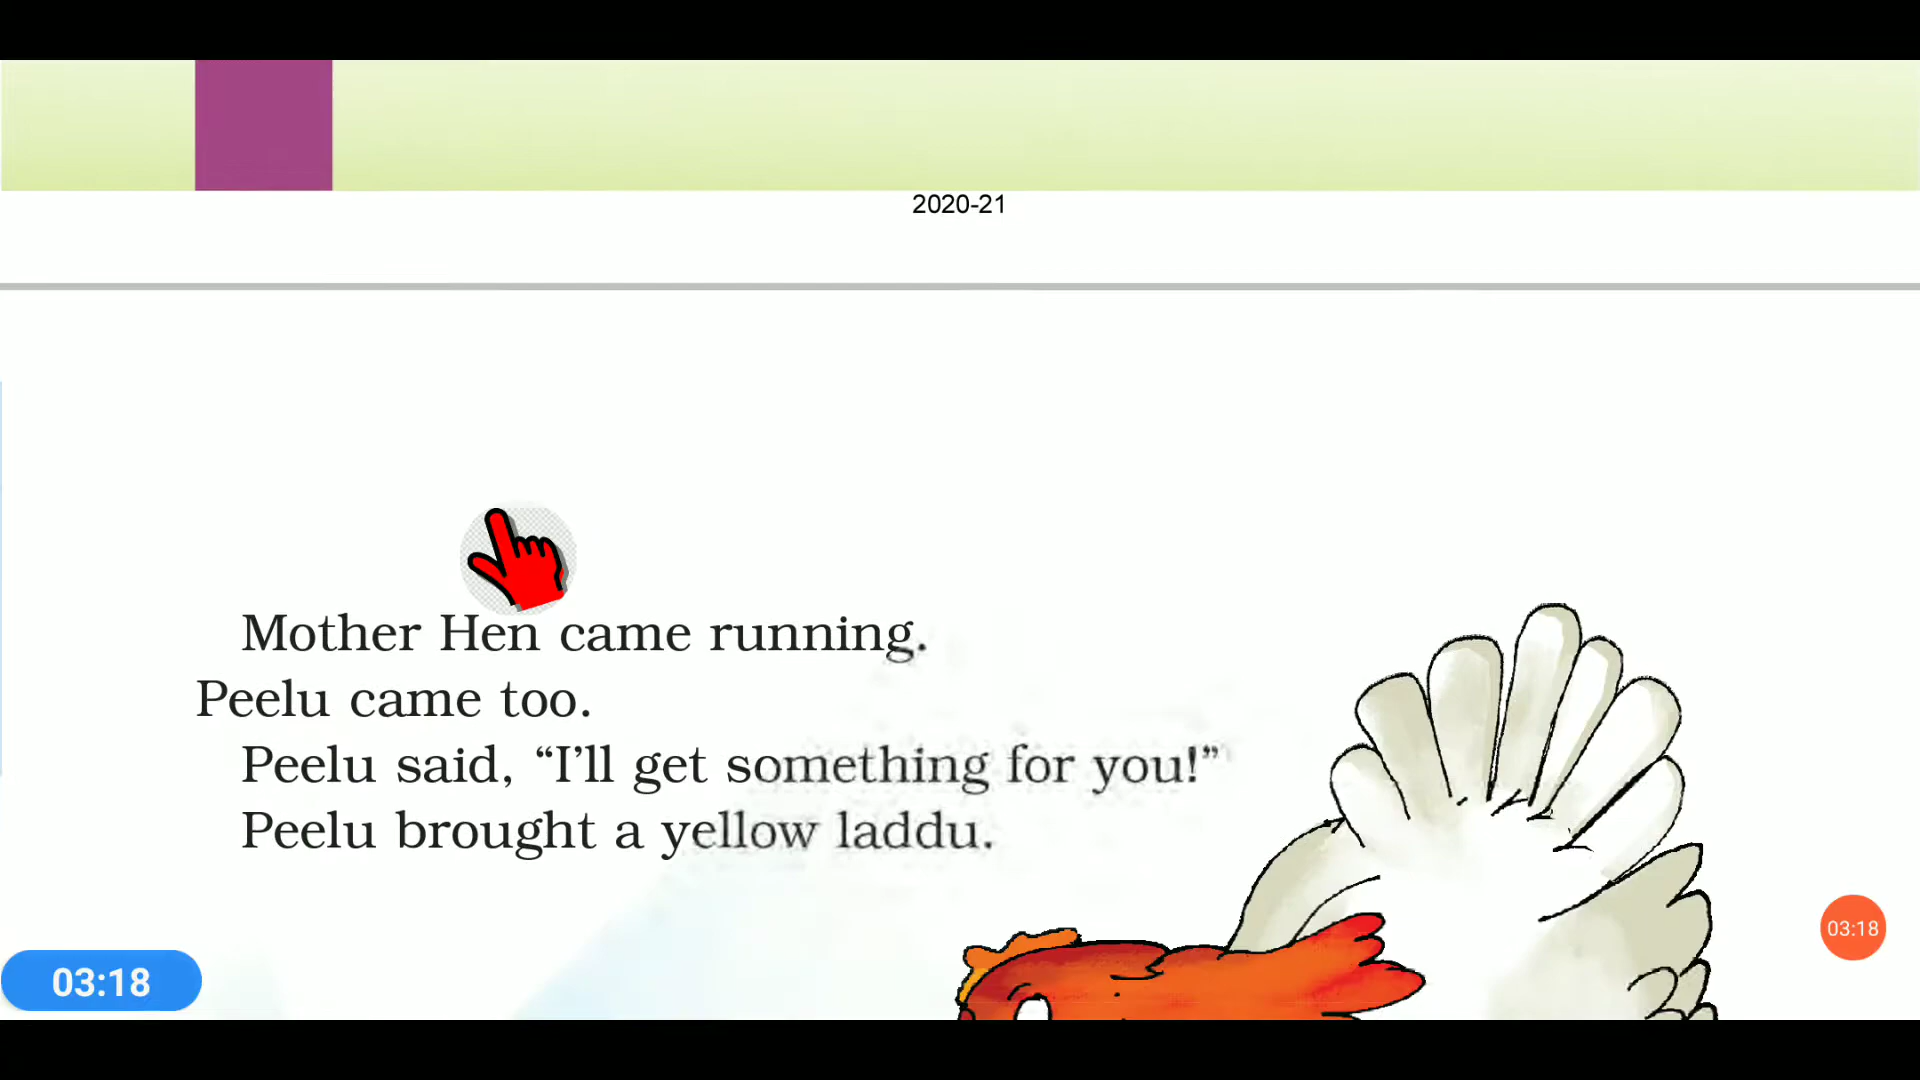 2020-21
Mother Hen came running.
Peelu came too.
Peelu said, “I’ll get something for you!”
Peelu brought a yellow laddu.
03:18
03:18